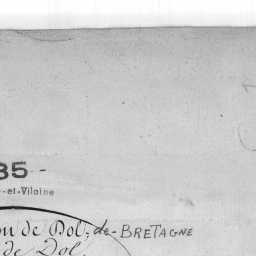 35 -
-et-Vilaine
de Dol, de-BRETAGNE
de Dol.